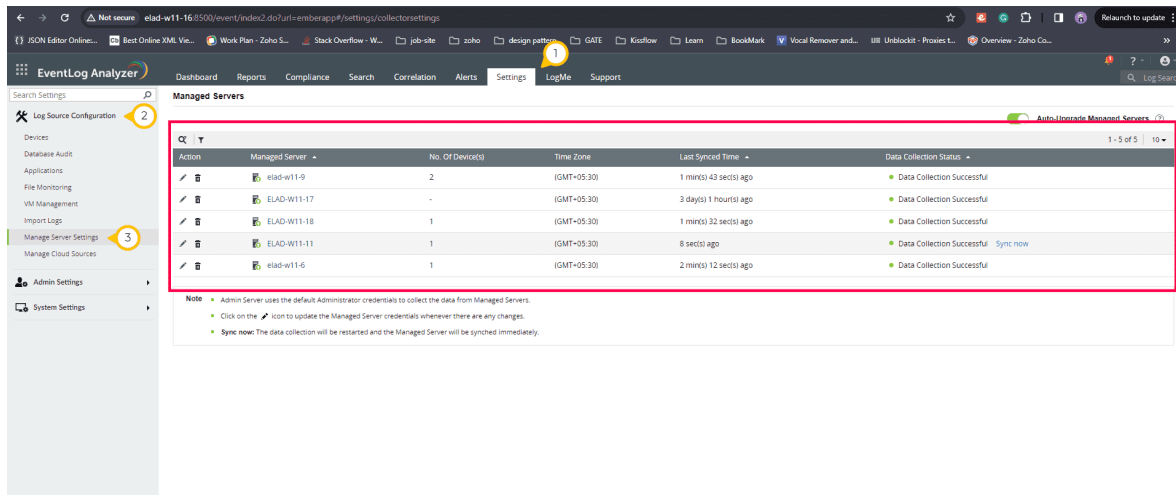 Not secure elad-w11-16:8500/event/index2.do?url=emberapp#/settings/collectorsettings Relaunch to update
JSON Editor Online:... Best Online XML Vie... Work Plan - Zoho S... Stack Overflow - W... job-site zoho design pattern GATE Kissflow Learn BookMark Vocal Remover and... Unblockit - Proxies t... Overview - Zoho Co... »
1
EventLog Analyzer Dashboard Reports Compliance Search Correlation Alerts Settings LogMe Support ?
Log Searc
Search Settings Managed Servers
Log Source Configuration 2 Auto-Upgrade Managed Servers ?
Devices
1 - 5 of 5 10
Database Audit
Action Managed Server No. Of Device(s) Time Zone Last Synced Time Data Collection Status
Applications
elad-w11-9 2 (GMT+05:30) 1 min(s) 43 sec(s) ago Data Collection Successful
File Monitoring
VM Management
ELAD-W11-17 - (GMT+05:30) 3 day(s) 1 hour(s) ago Data Collection Successful
Import Logs
ELAD-W11-18 1 (GMT+05:30) 1 min(s) 32 sec(s) ago Data Collection Successful
Manage Server Settings 3
ELAD-W11-11 1 (GMT+05:30) 8 sec(s) ago Data Collection Successful Sync now
Manage Cloud Sources
elad-w11-6 1 (GMT+05:30) 2 min(s) 12 sec(s) ago Data Collection Successful
Admin Settings
System Settings
Note Admin Server uses the default Administrator credentials to collect the data from Managed Servers.
Click on the icon to update the Managed Server credentials whenever there are any changes.
Sync now: The data collection will be restarted and the Managed Server will be synched immediately.